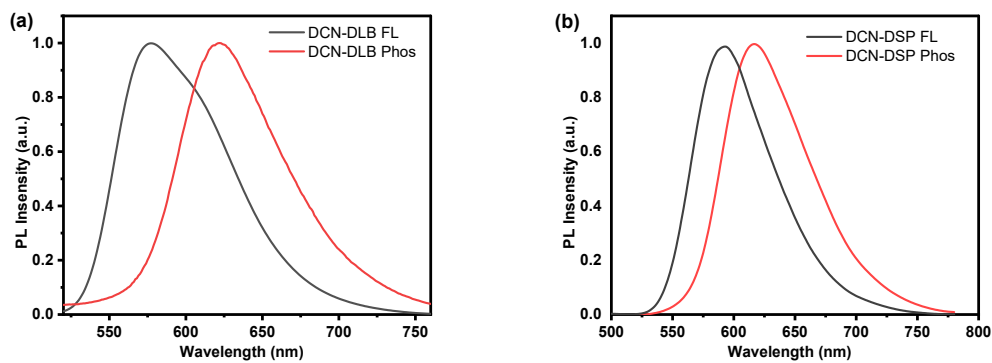 (a)
DCN-DLB FL
DCN-DLB Phos
1.0
0.8
0.6
0.4
0.2
0.0
PL Insensity (a.u.)
550
600
650
700
750
Wavelength (nm)
(b)
DCN-DSP FL
DCN-DSP Phos
1.0
0.8
0.6
0.4
0.2
0.0
PL Insensity (a.u.)
500
550
600
650
700
750
800
Wavelength (nm)